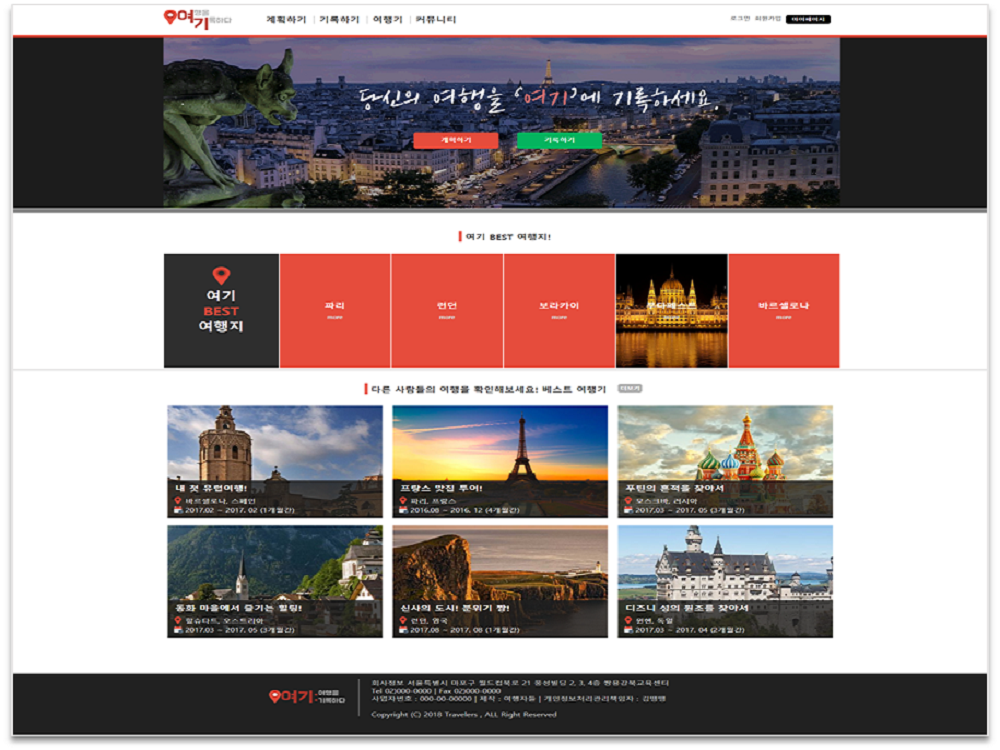 여기 여행을 기록하다
계획하기 | 기록하기 | 여행기 | 커뮤니티
로그인 회원가입 마이페이지
당신의 여행을 '여기'에 기록하세요.
계획하기 기록하기
여기 BEST 여행지!
여기
BEST
여행지
파리
more
런던
more
보라카이
more
부다페스트
바르셀로나
more
다른 사람들의 여행을 확인해보세요! 베스트 여행기 더보기
내 첫 유럽여행!
바르셀로나, 스페인
2017.02 ~ 2017. 02 (1개월간)
프랑스 맛집 투어!
파리, 프랑스
2016.08 ~ 2016. 12 (4개월간)
푸틴의 흔적을 찾아서
모스크바, 러시아
2017.03 ~ 2017. 05 (3개월간)
동화 마을에서 즐기는 힐링!
할슈타트, 오스트리아
2017.03 ~ 2017. 05 (3개월간)
신사의 도시! 분위기 짱!
런던, 영국
2017.08 ~ 2017. 08 (1개월간)
디즈니 성의 원조를 찾아서
뮌헨, 독일
2017.03 ~ 2017. 04 (2개월간)
여기 - 여행을 기록하다
회사정보 서울특별시 마포구 월드컵북로 21 풍성빌딩 2, 3, 4층 한용강북교육센터
Tel 02)000-0000 | Fax 02)000-0000
사업자번호 : 000-00-00000 | 제작 : 여행자들 | 개인정보처리관리책임자 :
Copyright (C) 2018 Travelers , ALL Right Reserved